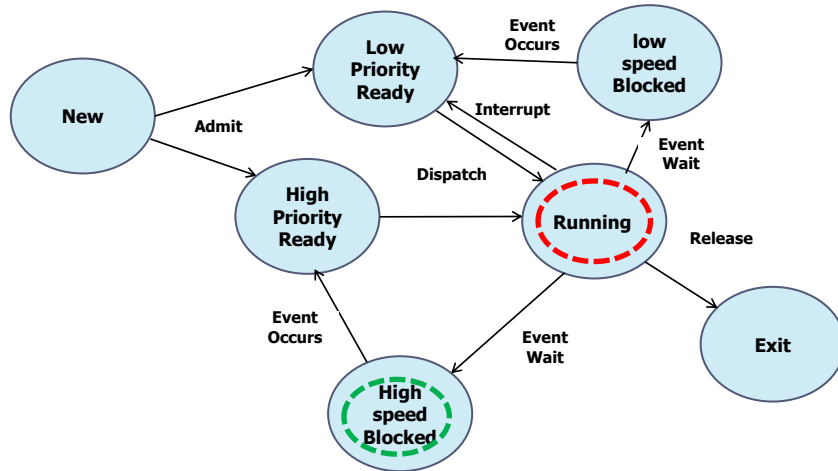 Low
Priority
Ready
Event
Occurs
low
speed
Blocked
New
Admit
Interrupt
Event
Wait
Dispatch
High
Priority
Ready
Running
Release
Event
Occurs
Event
Wait
Exit
High
speed
Blocked